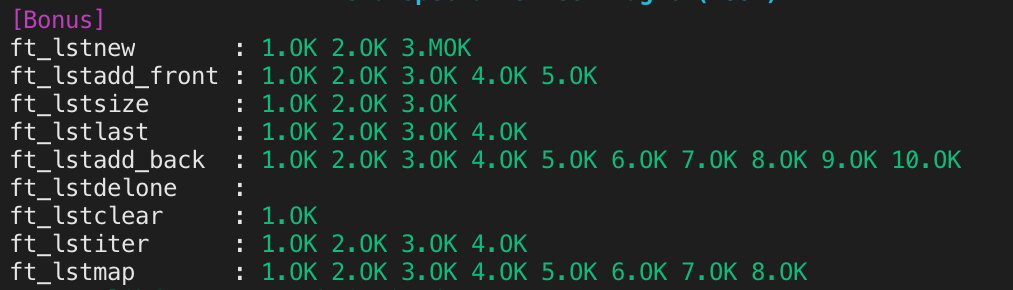 [Bonus]
ft_lstnew : 1.OK 2.OK 3.MOK
ft_lstadd_front : 1.OK 2.OK 3.OK 4.OK 5.OK
ft_lstsize : 1.OK 2.OK 3.OK
ft_lstlast : 1.OK 2.OK 3.OK 4.OK
ft_lstadd_back : 1.OK 2.OK 3.OK 4.OK 5.OK 6.OK 7.OK 8.OK 9.OK 10.OK
ft_lstdelone :
ft_lstclear : 1.OK
ft_lstiter : 1.OK 2.OK 3.OK 4.OK
ft_lstmap : 1.OK 2.OK 3.OK 4.OK 5.OK 6.OK 7.OK 8.OK